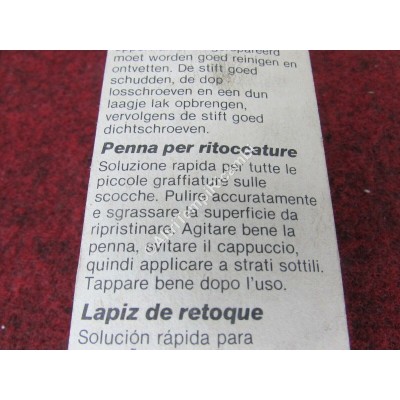 moet worden goed reinigen en
ontvetten. De stift goed
schudden, de dop
losschroeven en een dun
laagje lak opbrengen,
vervolgens de stift goed
dichtschroeven.
Penna per ritoccature
Soluzione rapida per tutte le
piccole graffiature sulle
scocche. Pulire accuratamente
e sgrassare la superficie da
ripristinare. Agitare bene la
penna, svitare il cappuccio,
quindi applicare a strati sottili.
Tappare bene dopo l'uso.
Lapiz de retoque
Solución rápida para